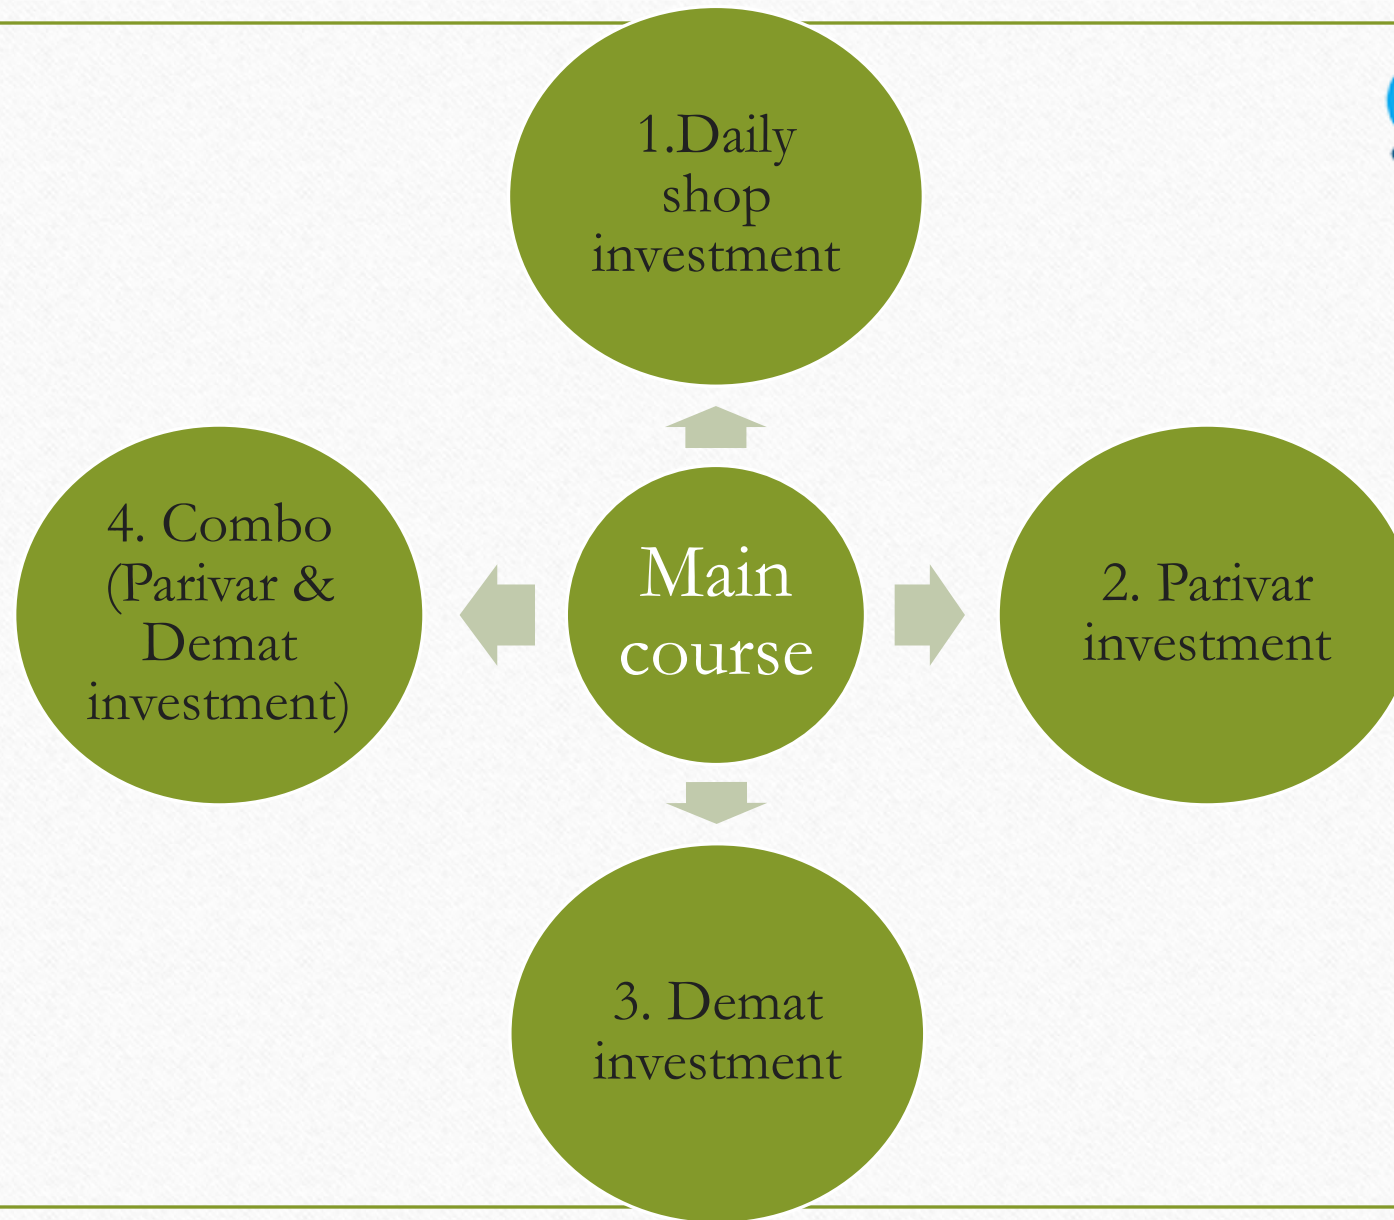 1.Daily
shop
investment
4. Combo
(Parivar &
Demat
investment)
Main
course
2. Parivar
investment
3. Demat
investment